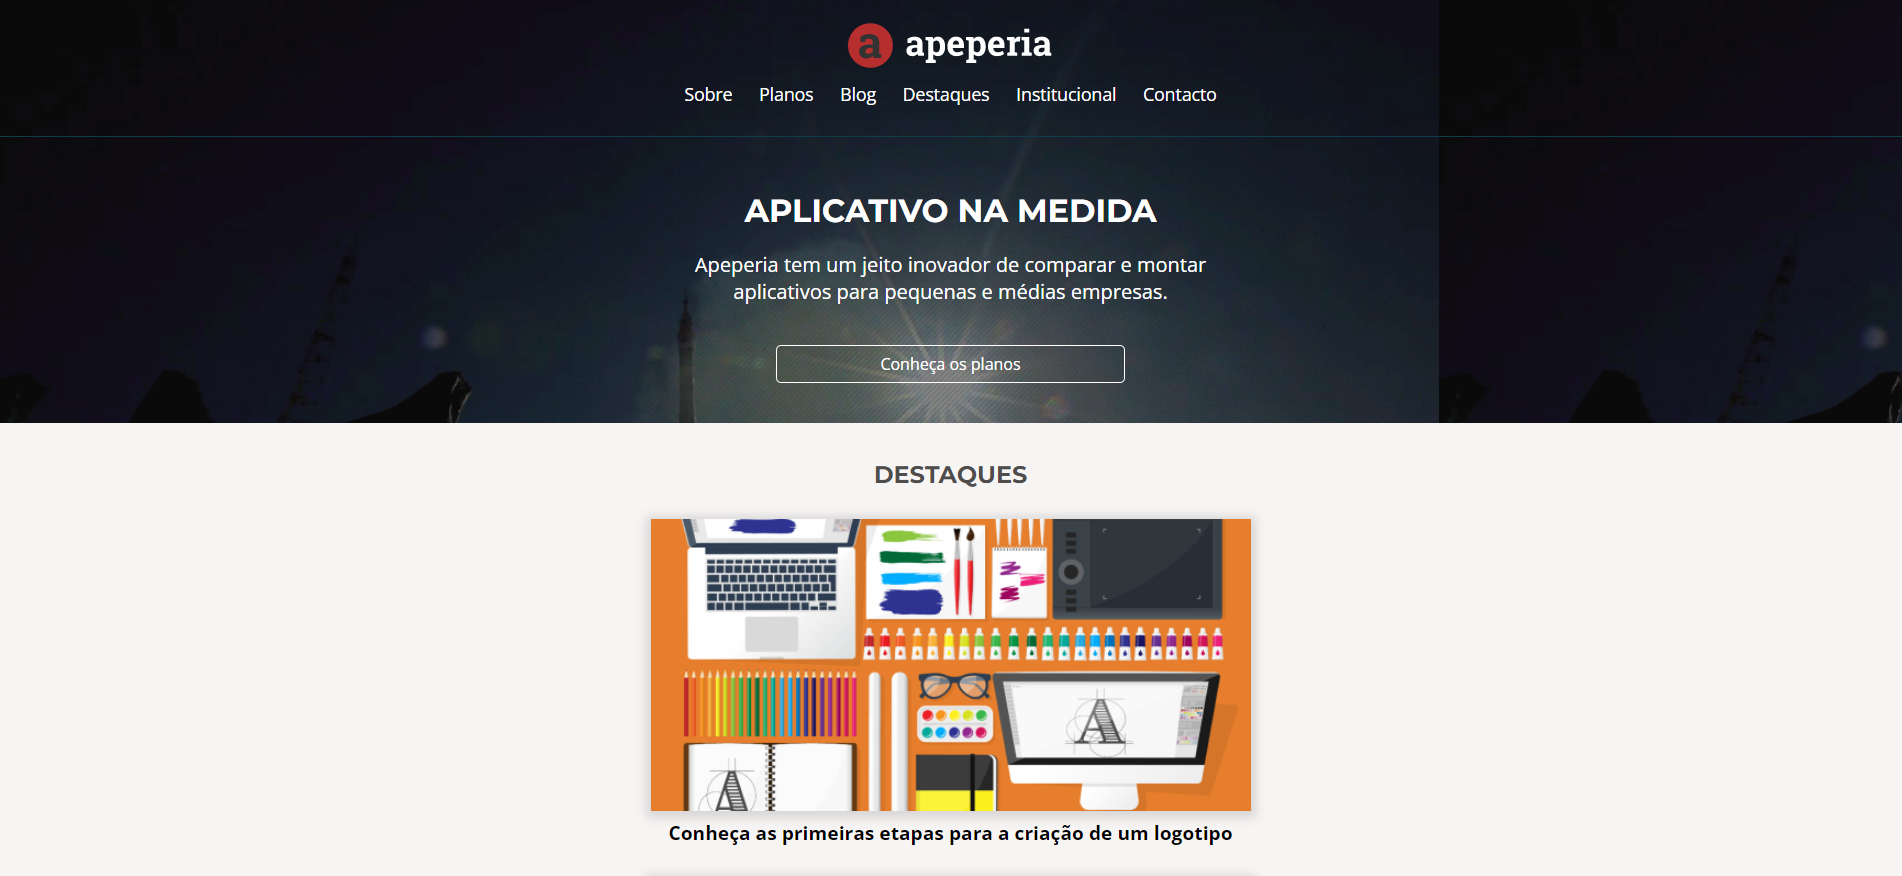 a apeperia
Sobre Planos Blog Destaques Institucional Contacto
APLICATIVO NA MEDIDA
Apeperia tem um jeito inovador de comparar e montar
aplicativos para pequenas e médias empresas.
Conheça os planos
DESTAQUES
A
A
Conheça as primeiras etapas para a criação de um logotipo